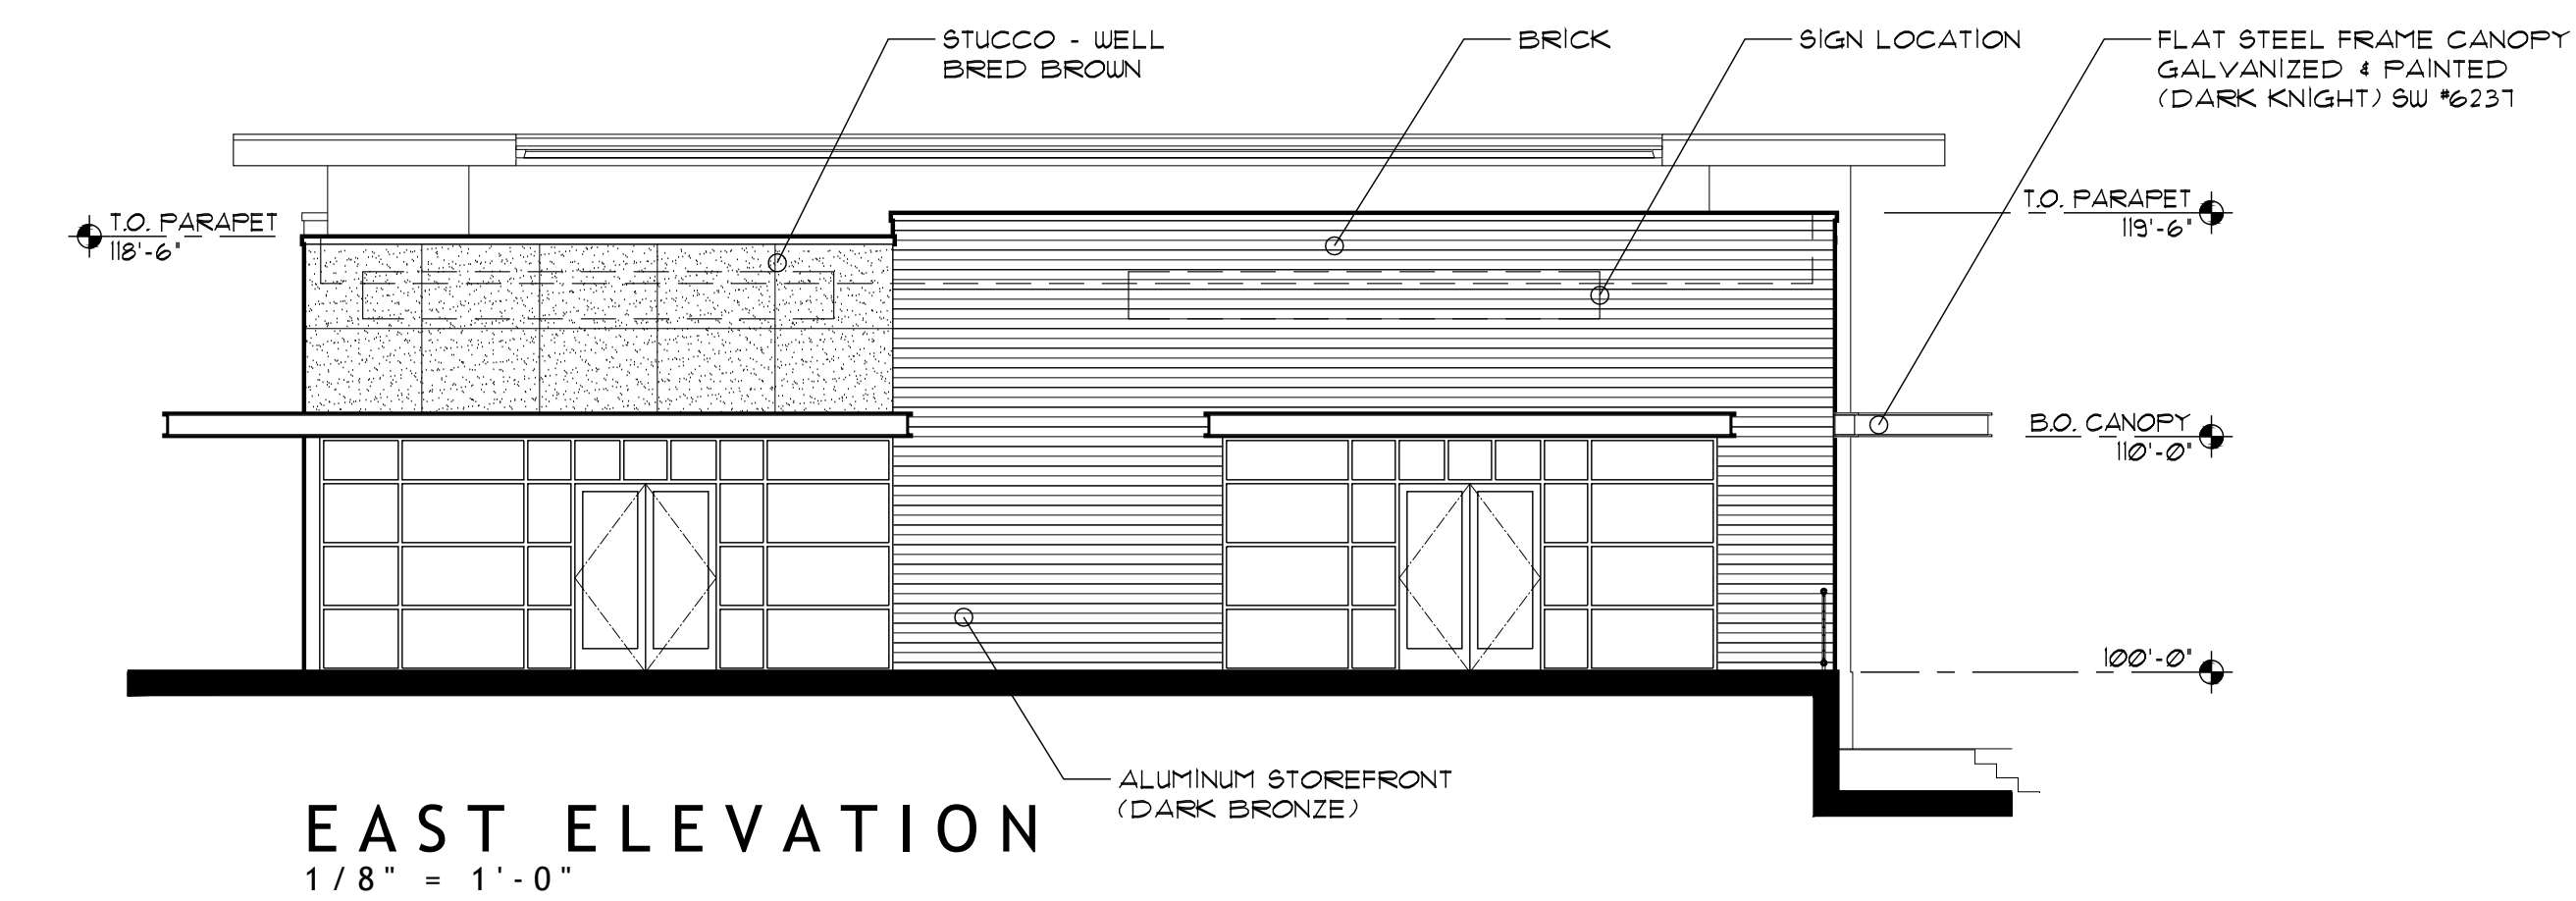 STUCCO - WELL
BRED BROWN
BRICK
SIGN LOCATION
FLAT STEEL FRAME CANOPY
GALVANIZED & PAINTED
(DARK KNIGHT) SW #6237
T.O. PARAPET
118'-6"
T.O. PARAPET
119'-6"
B.O. CANOPY
110'-0"
100'-0"
ALUMINUM STOREFRONT
(DARK BRONZE)
EAST ELEVATION
1/8" = 1'-0"